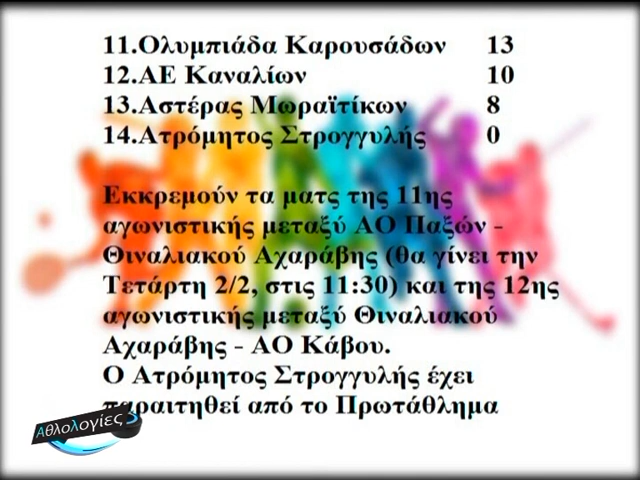 11.Ολυμπιάδα Καρουσάδων 13
12.ΑΕ Καναλίων 10
13.Αστέρας Μωραϊτίκων 8
14.Ατρόμητος Στρογγυλής 0
Εκκρεμούν τα ματς της 11ης
αγωνιστικής μεταξύ ΑΟ Παξών -
Θιναλιακού Αχαράβης (θα γίνει την
Τετάρτη 2/2, στις 11:30) και της 12ης
αγωνιστικής μεταξύ Θιναλιακού
Αχαράβης - ΑΟ Κάβου.
Ο Ατρόμητος Στρογγυλής έχει
παραιτηθεί από το Πρωτάθλημα
Αθλολογίες